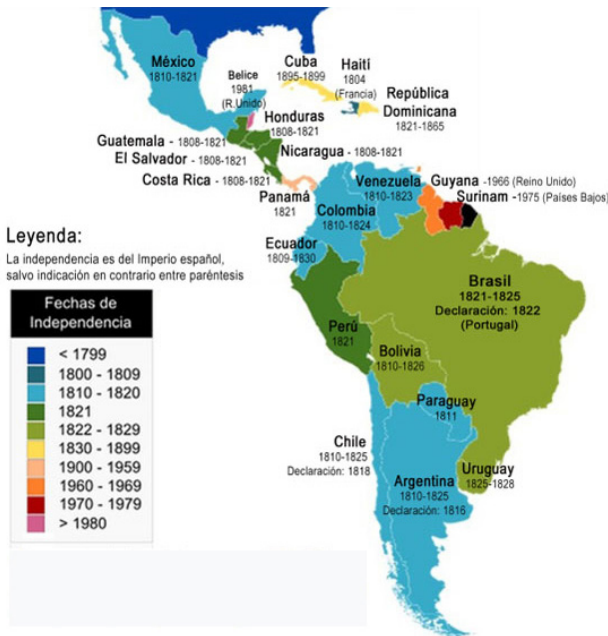 México
1810-1821
Cuba
1895-1899
Haití
1804
(Francia)
Belice
1981
(R.Unido)
República
Dominicana
1821-1865
Honduras
1808-1821
Guatemala - 1808-1821
El Salvador - 1808-1821
Nicaragua - 1808-1821
Costa Rica - 1808-1821
Panamá
1821
Venezuela
1810-1823
Guyana -1966 (Reino Unido)
Surinam -1975 (Países Bajos)
Colombia
1810-1824
Ecuador
1809-1830
Leyenda:
La independencia es del Imperio español,
salvo indicación en contrario entre paréntesis
Fechas de
Independencia
< 1799
1800 - 1809
1810 - 1820
1821
1822 - 1829
1830 - 1899
1900 - 1959
1960 - 1969
1970 - 1979
> 1980
Brasil
1821-1825
Declaración: 1822
(Portugal)
Perú
1821
Bolivia
1810-1826
Paraguay
1811
Chile
1810-1825
Declaración: 1818
Argentina
1810-1825
Declaración: 1816
Uruguay
1825-1828